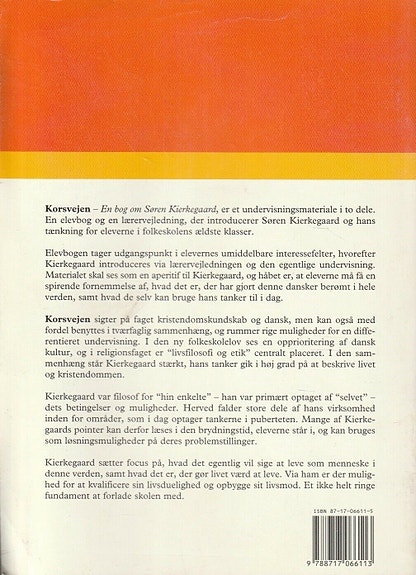 Korsvejen – En bog om Søren Kierkegaard, er et undervisningsmateriale i to dele.
En elevbog og en lærervejledning, der introducerer Søren Kierkegaard og hans
tænkning for eleverne i folkeskolens ældste klasser.
Elevbogen tager udgangspunkt i elevernes umiddelbare interessefelter, hvorefter
Kierkegaard introduceres via lærervejledningen og den egentlige undervisning.
Materialet skal ses som en aperitif til Kierkegaard, og håbet er, at eleverne må få en
spirende fornemmelse af, hvad det er, der har gjort denne dansker berømt i hele
verden, samt hvad de selv kan bruge hans tanker til i dag.
Korsvejen sigter på faget kristendomskundskab og dansk, men kan også med
fordel benyttes i tværfaglig sammenhæng, og rummer rige muligheder for en diffe-
rentieret undervisning. I den ny folkeskolelov ses en opprioritering af dansk
kultur, og i religionsfaget er "livsfilosofi og etik" centralt placeret. I den sam-
menhæng står Kierkegaard stærkt, hans tanker gik i høj grad på at beskrive livet
og kristendommen.
Kierkegaard var filosof for "hin enkelte" – han var primært optaget af "selvet" –
dets betingelser og muligheder. Herved falder store dele af hans virksomhed
inden for områder, som i dag optager tankerne i puberteten. Mange af Kierke-
gaards pointer kan derfor læses i den brydningstid, eleverne står i, og kan bruges
som løsningsmuligheder på deres problemstillinger.
Kierkegaard sætter focus på, hvad det egentlig vil sige at leve som menneske i
denne verden, samt hvad det er, der gør livet værd at leve. Via ham er der mulig-
hed for at kvalificere sin livsduelighed og opbygge sit livsmod. Et ikke helt ringe
fundament at forlade skolen med.
ISBN 87-17-06611-5
9 788717 066113